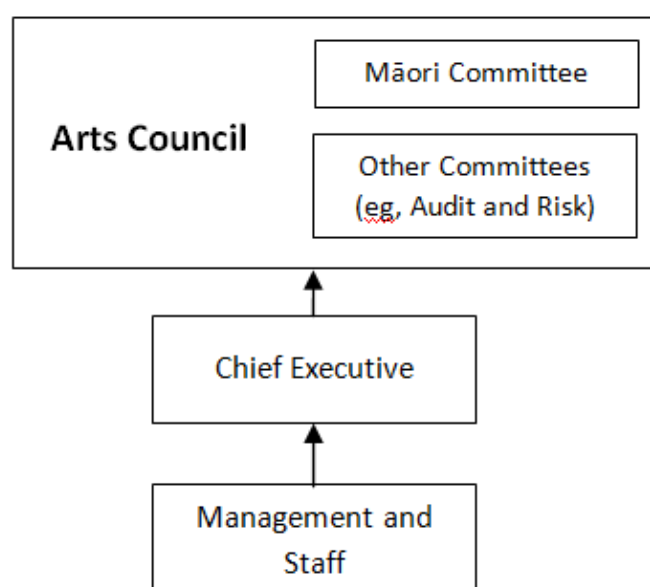 Māori Committee
Arts Council
Other Committees
(eg, Audit and Risk)
Chief Executive
Management and
Staff